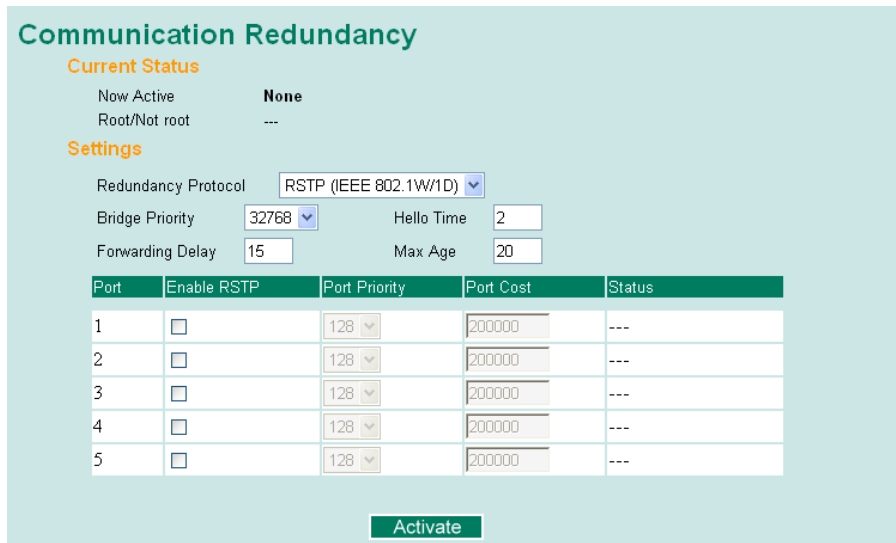 Communication Redundancy
Current Status
Now Active None
Root/Not root ---
Settings
Redundancy Protocol RSTP (IEEE 802.1W/1D)
Bridge Priority 32768 Hello Time 2
Forwarding Delay 15 Max Age 20
Port Enable RSTP Port Priority Port Cost Status
1 128 200000 ---
2 128 200000 ---
3 128 200000 ---
4 128 200000 ---
5 128 200000 ---
Activate